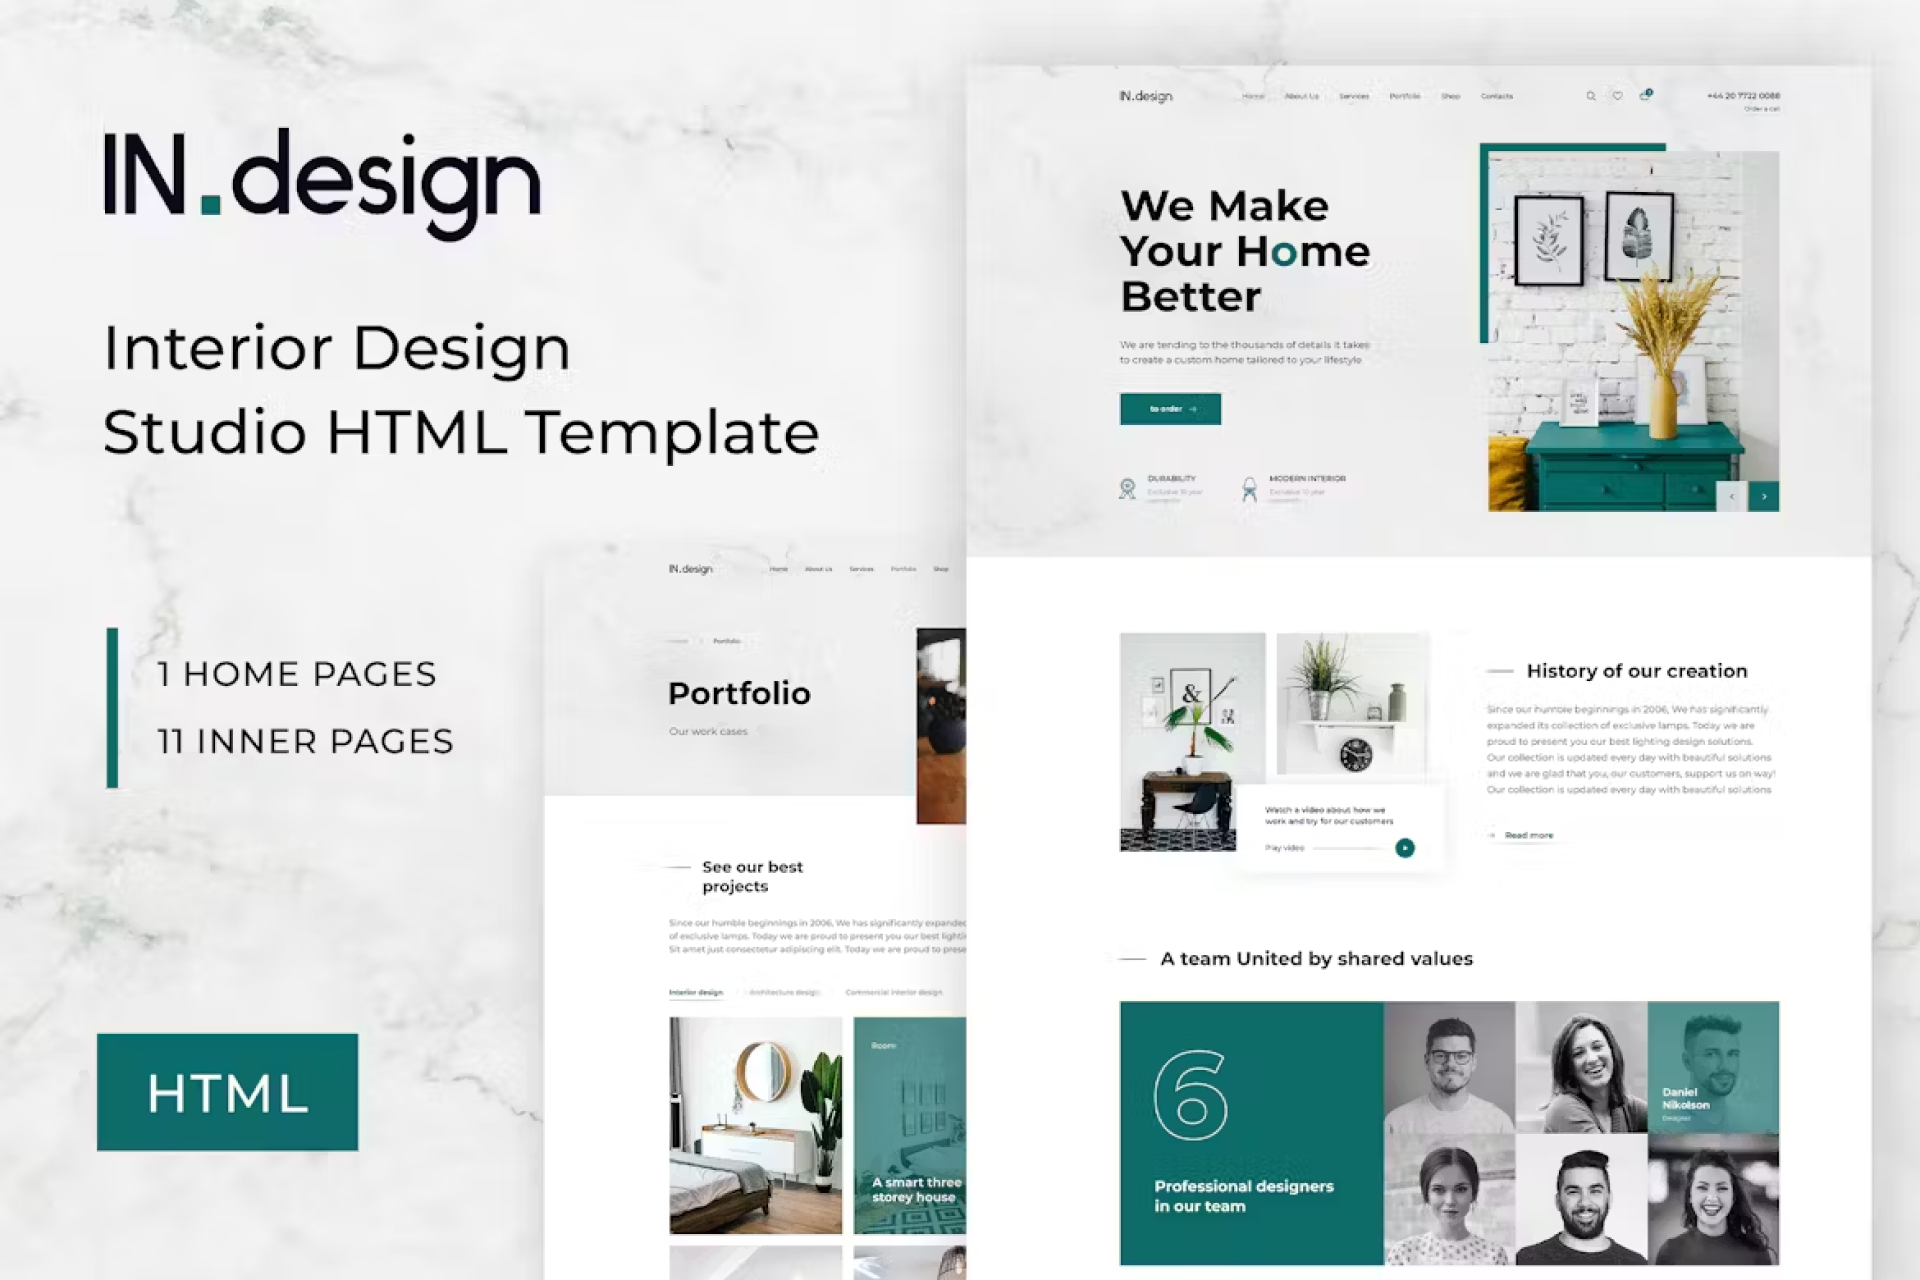 IN.design
Interior Design
Studio HTML Template
1 HOME PAGES
11 INNER PAGES
HTML
IN.design
Home
About Us
Services
Portfolio
Shop
Portfolio
Portfolio
Our work cases
See our best
projects
Since our humble beginnings in 2006, We has significantly expanded
of exclusive lamps. Today we are proud to present you our best
Sit amet just consectetur adipiscing elit. Today we are proud to
Interior design
Architecture design
Commercial interior design
Room
A smart three
storey house
IN.design
Home
About Us
Services
Portfolio
Shop
Contacts
+44 20 7722 0088
Order a call
We Make
Your Home
Better
We are tending to the thousands of details it takes
to create a custom home tailored to your lifestyle
to order
DURABILITY
Exclusive 10 year
MODERN INTERIOR
Exclusive 10 year
&
Watch a video about how we
work and try for our customers
Play video
History of our creation
Since our humble beginnings in 2006, We has significantly
expanded its collection of exclusive lamps. Today we are
proud to present you our best lighting design solutions.
Our collection is updated every day with beautiful solutions
and we are glad that you, our customers, support us on way!
Our collection is updated every day with beautiful solutions
Read more
A team United by shared values
6
Professional designers
in our team
Daniel
Nikolson
Designer